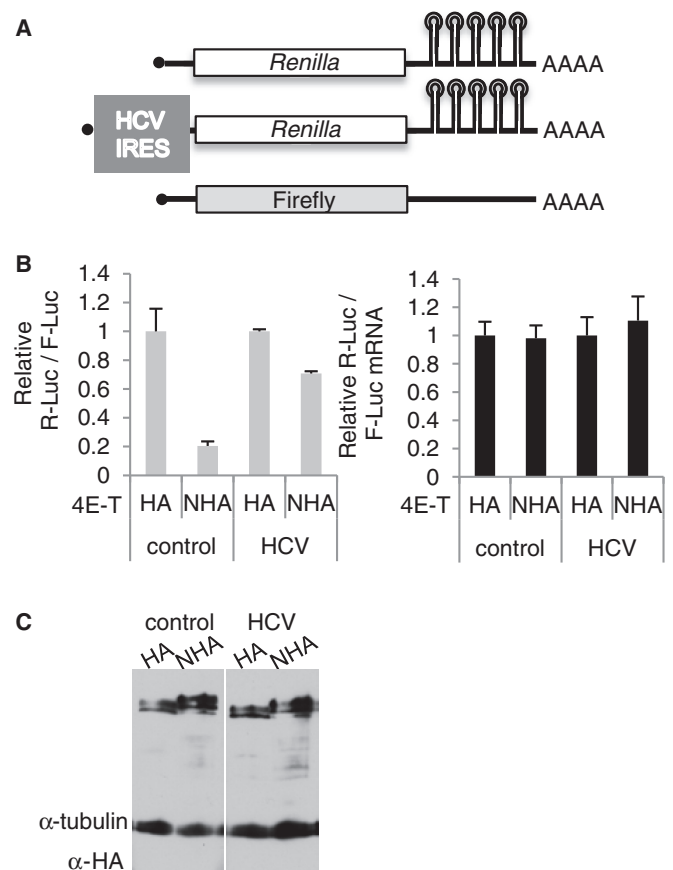 A
Renilla
AAAA
HCV
IRES
Renilla
AAAA
Firefly
AAAA
B
Relative
R-Luc / F-Luc
1.4
1.2
1
0.8
0.6
0.4
0.2
0
4E-T HA NHA HA NHA
control HCV
Relative R-Luc /
F-Luc mRNA
1.4
1.2
1
0.8
0.6
0.4
0.2
0
4E-T HA NHA HA NHA
control HCV
C
control HCV
HA NHA HA NHA
α-tubulin
α-HA